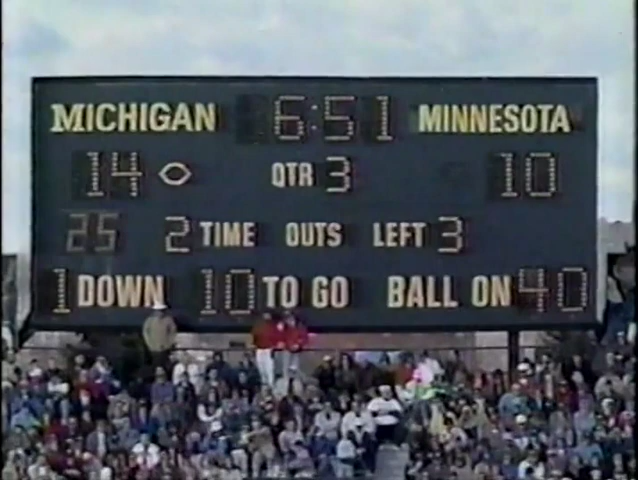 MICHIGAN 6:51 MINNESOTA
14 QTR 3 10
25 2 TIME OUTS LEFT 3
1 DOWN 10 TO GO BALL ON 40